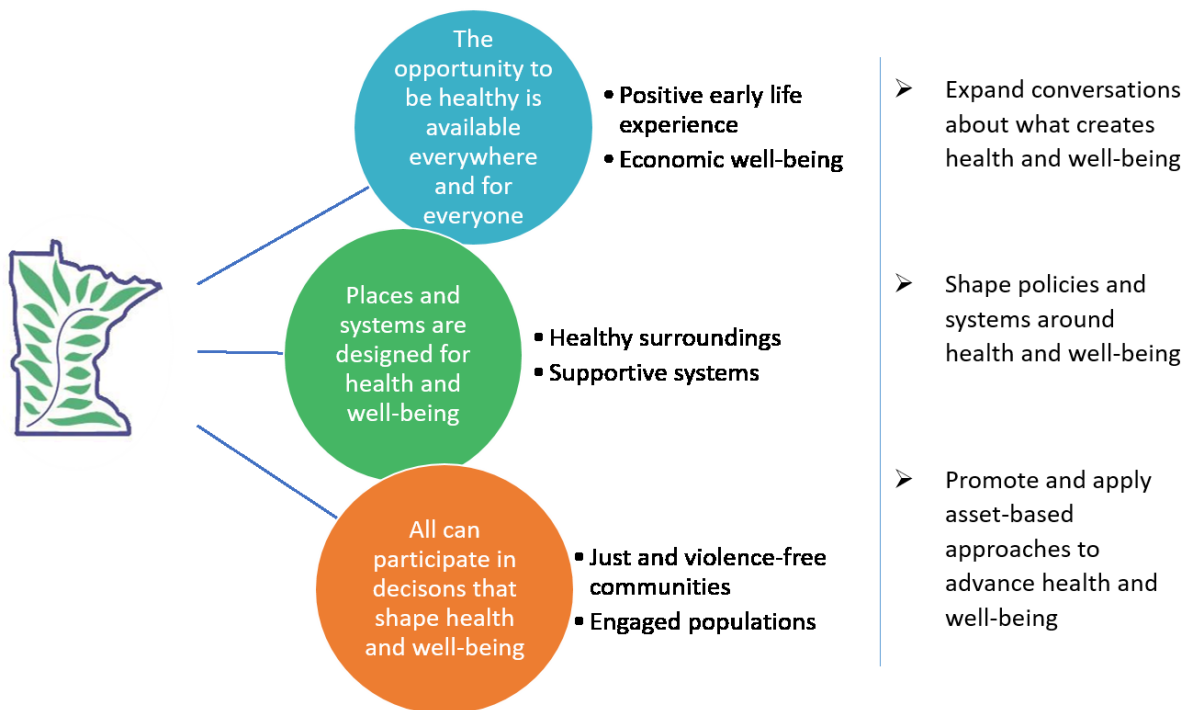 The
opportunity to
be healthy is
available
everywhere
and for
everyone
▪ Positive early life
experience
▪ Economic well-being
Places and
systems are
designed for
health and
well-being
▪ Healthy surroundings
▪ Supportive systems
All can
participate in
decisons that
shape health
and well-being
▪ Just and violence-free
communities
▪ Engaged populations
➢ Expand conversations
about what creates
health and well-being
➢ Shape policies and
systems around
health and well-being
➢ Promote and apply
asset-based
approaches to
advance health and
well-being